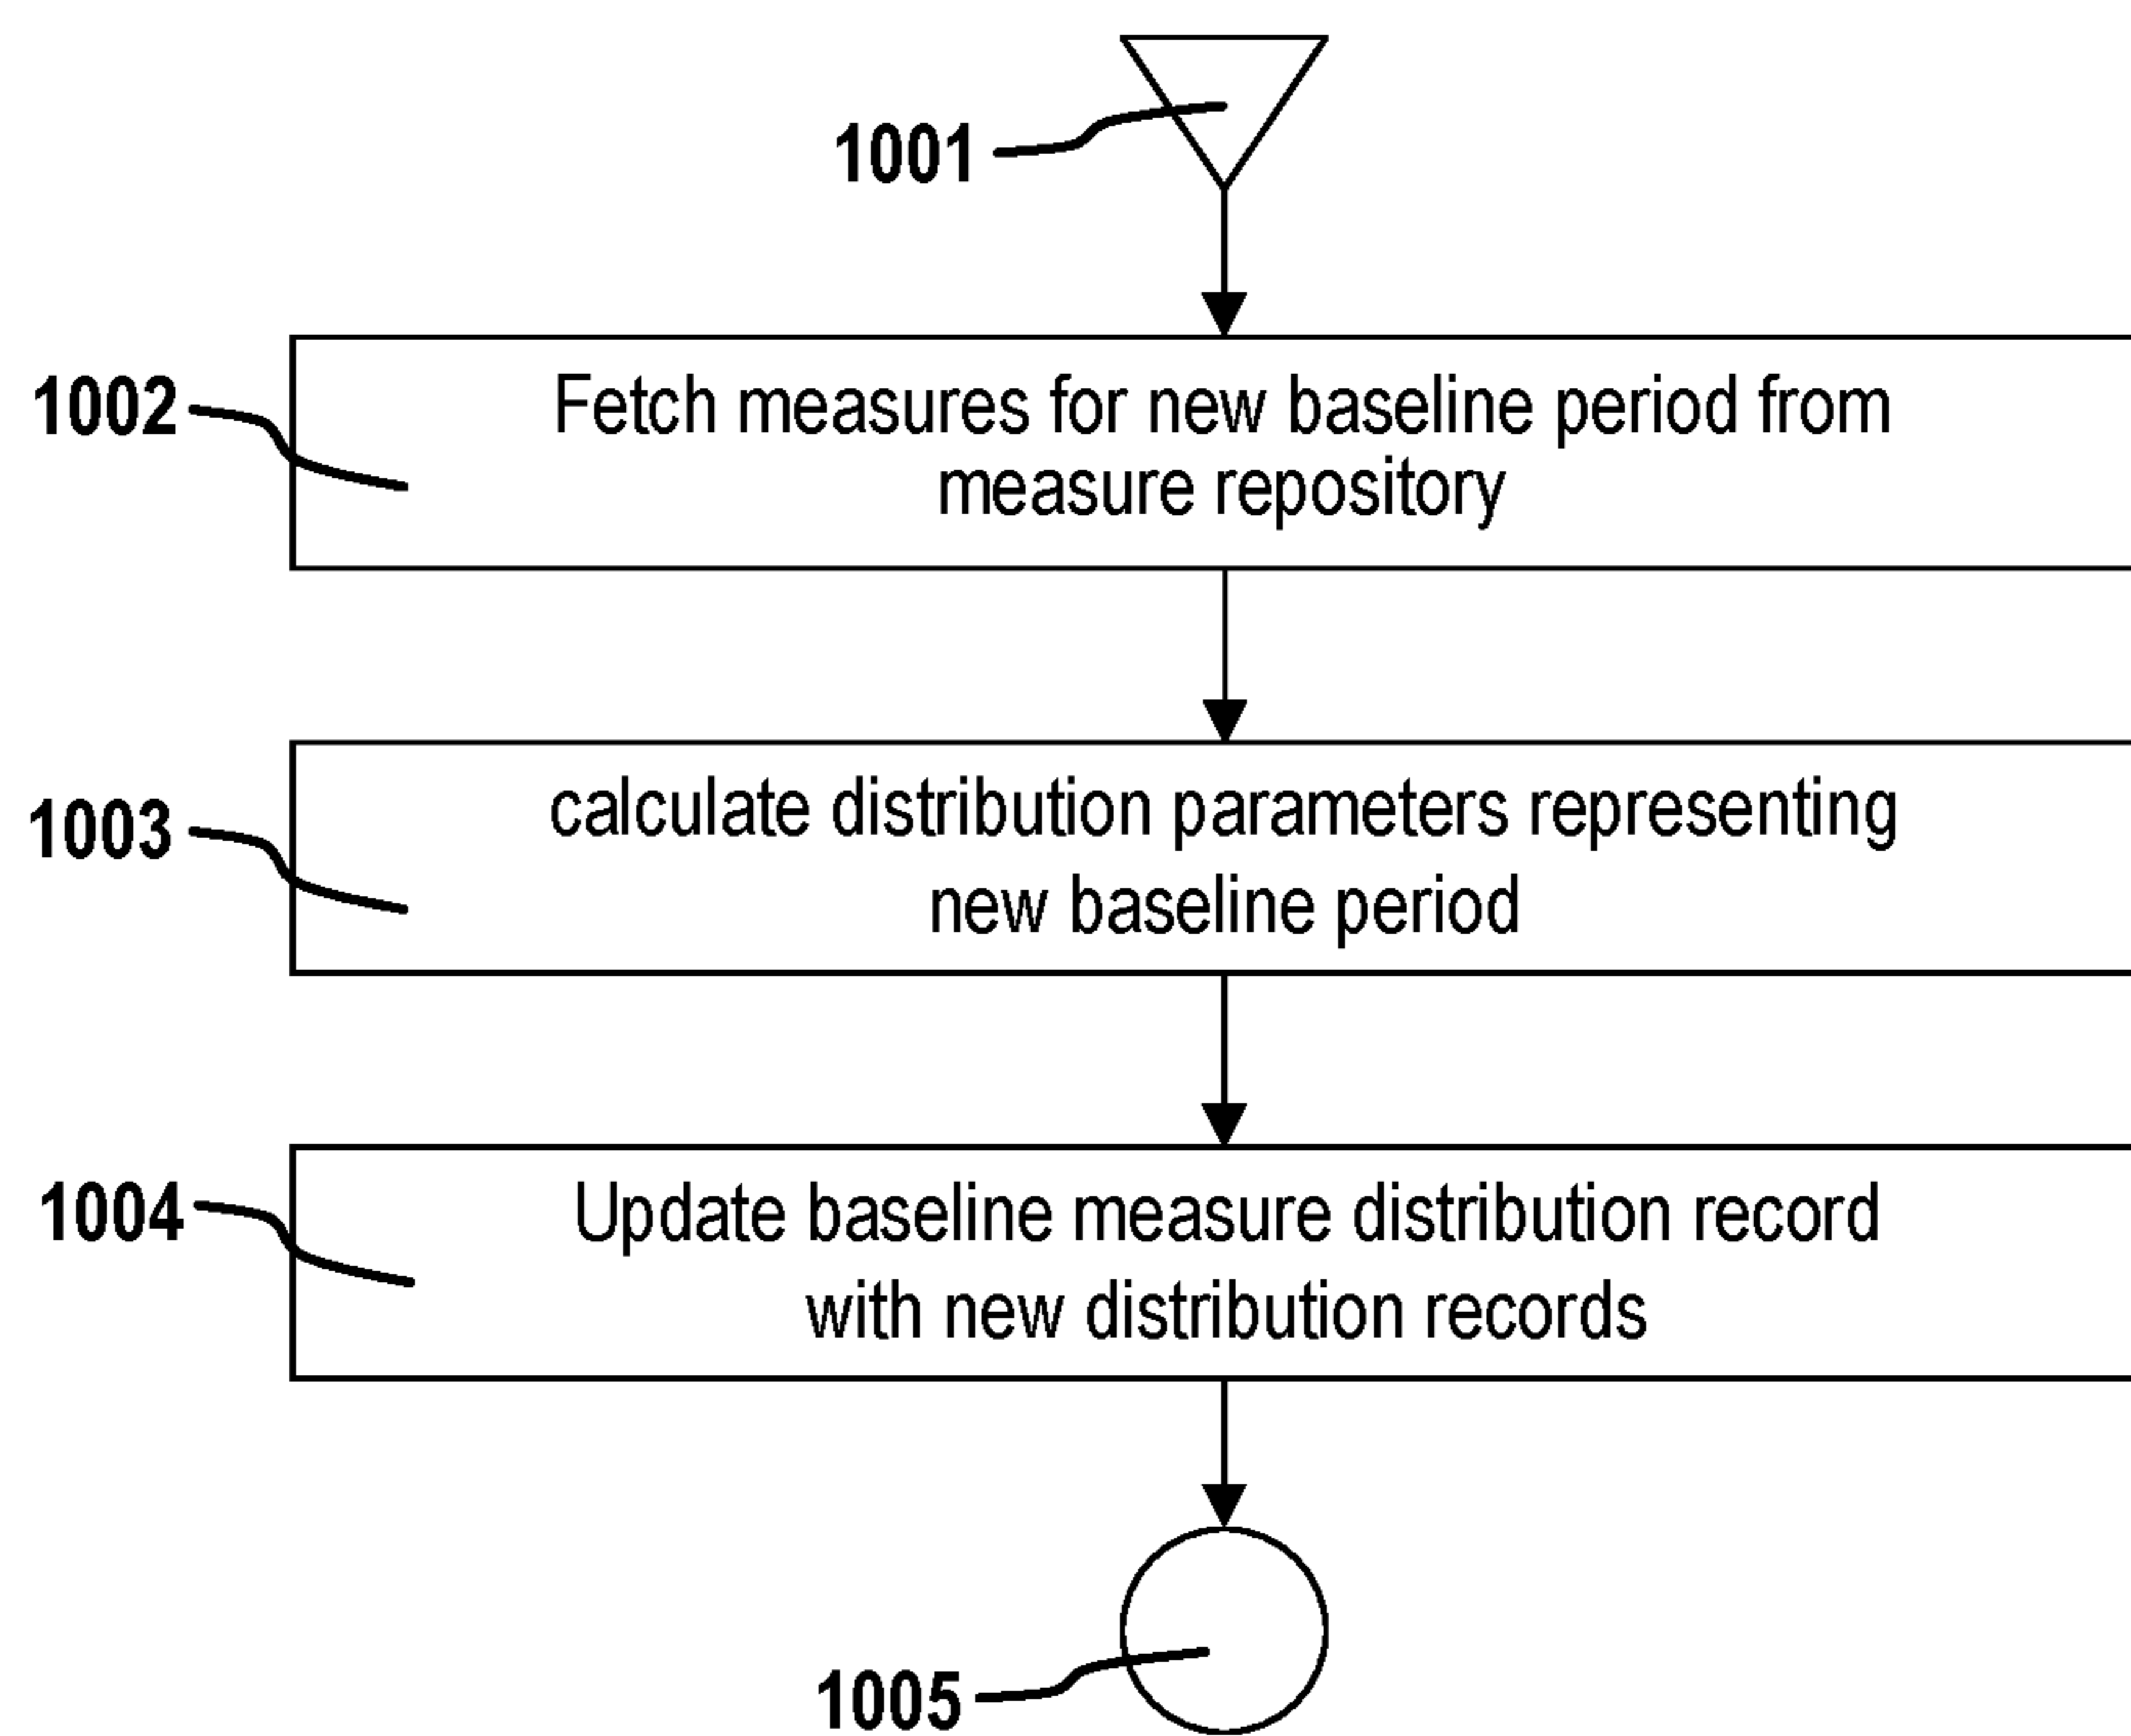 1001
1002
Fetch measures for new baseline period from
measure repository
1003
calculate distribution parameters representing
new baseline period
1004
Update baseline measure distribution record
with new distribution records
1005